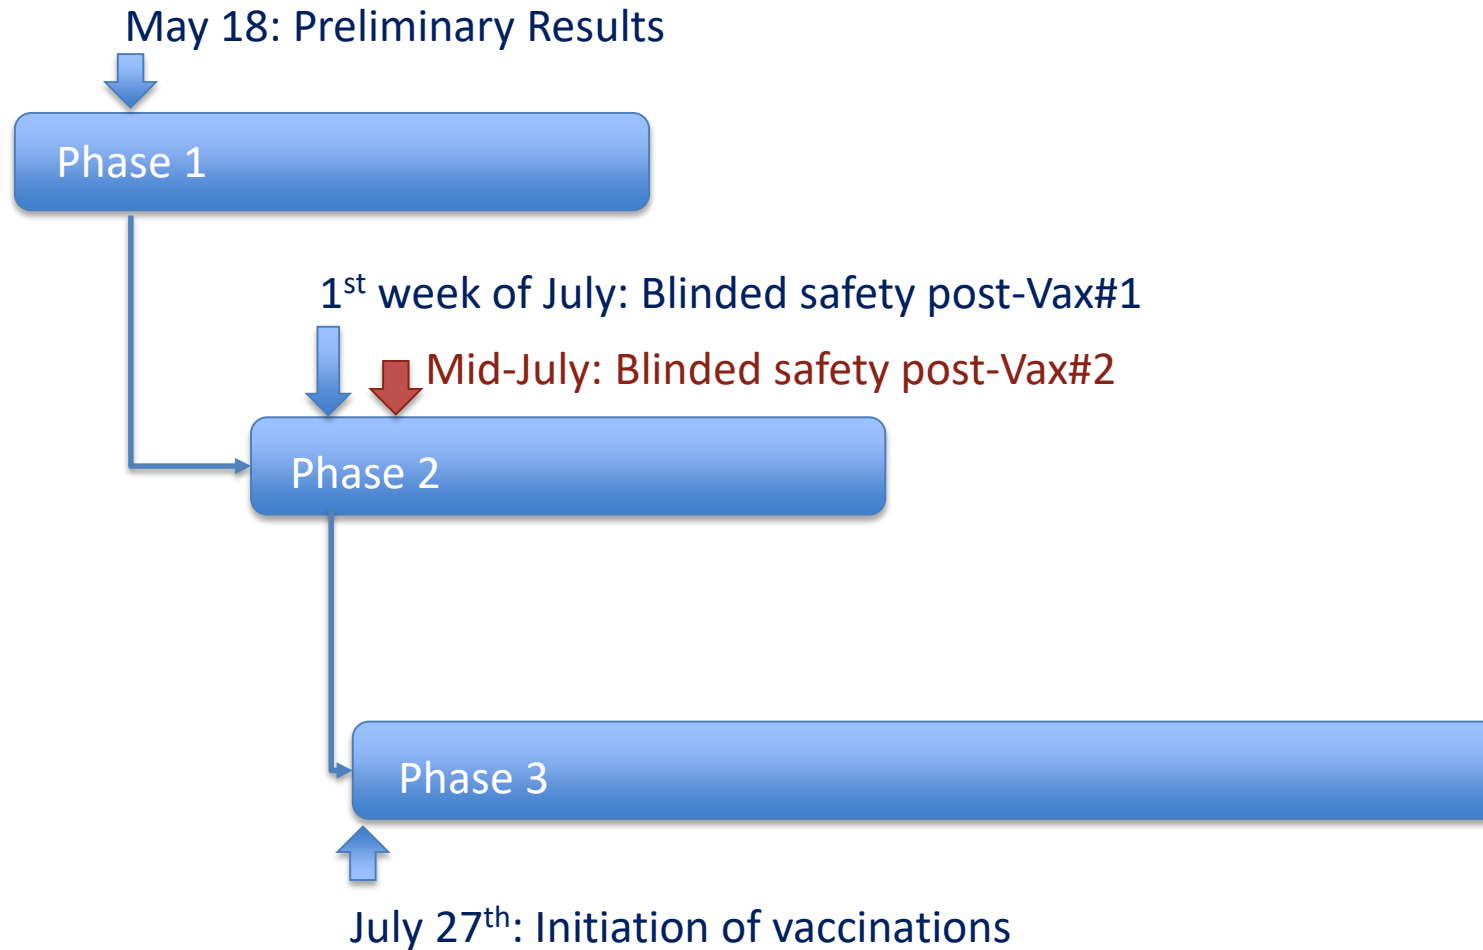 May 18: Preliminary Results
Phase 1
1st week of July: Blinded safety post-Vax#1
Mid-July: Blinded safety post-Vax#2
Phase 2
Phase 3
July 27th: Initiation of vaccinations